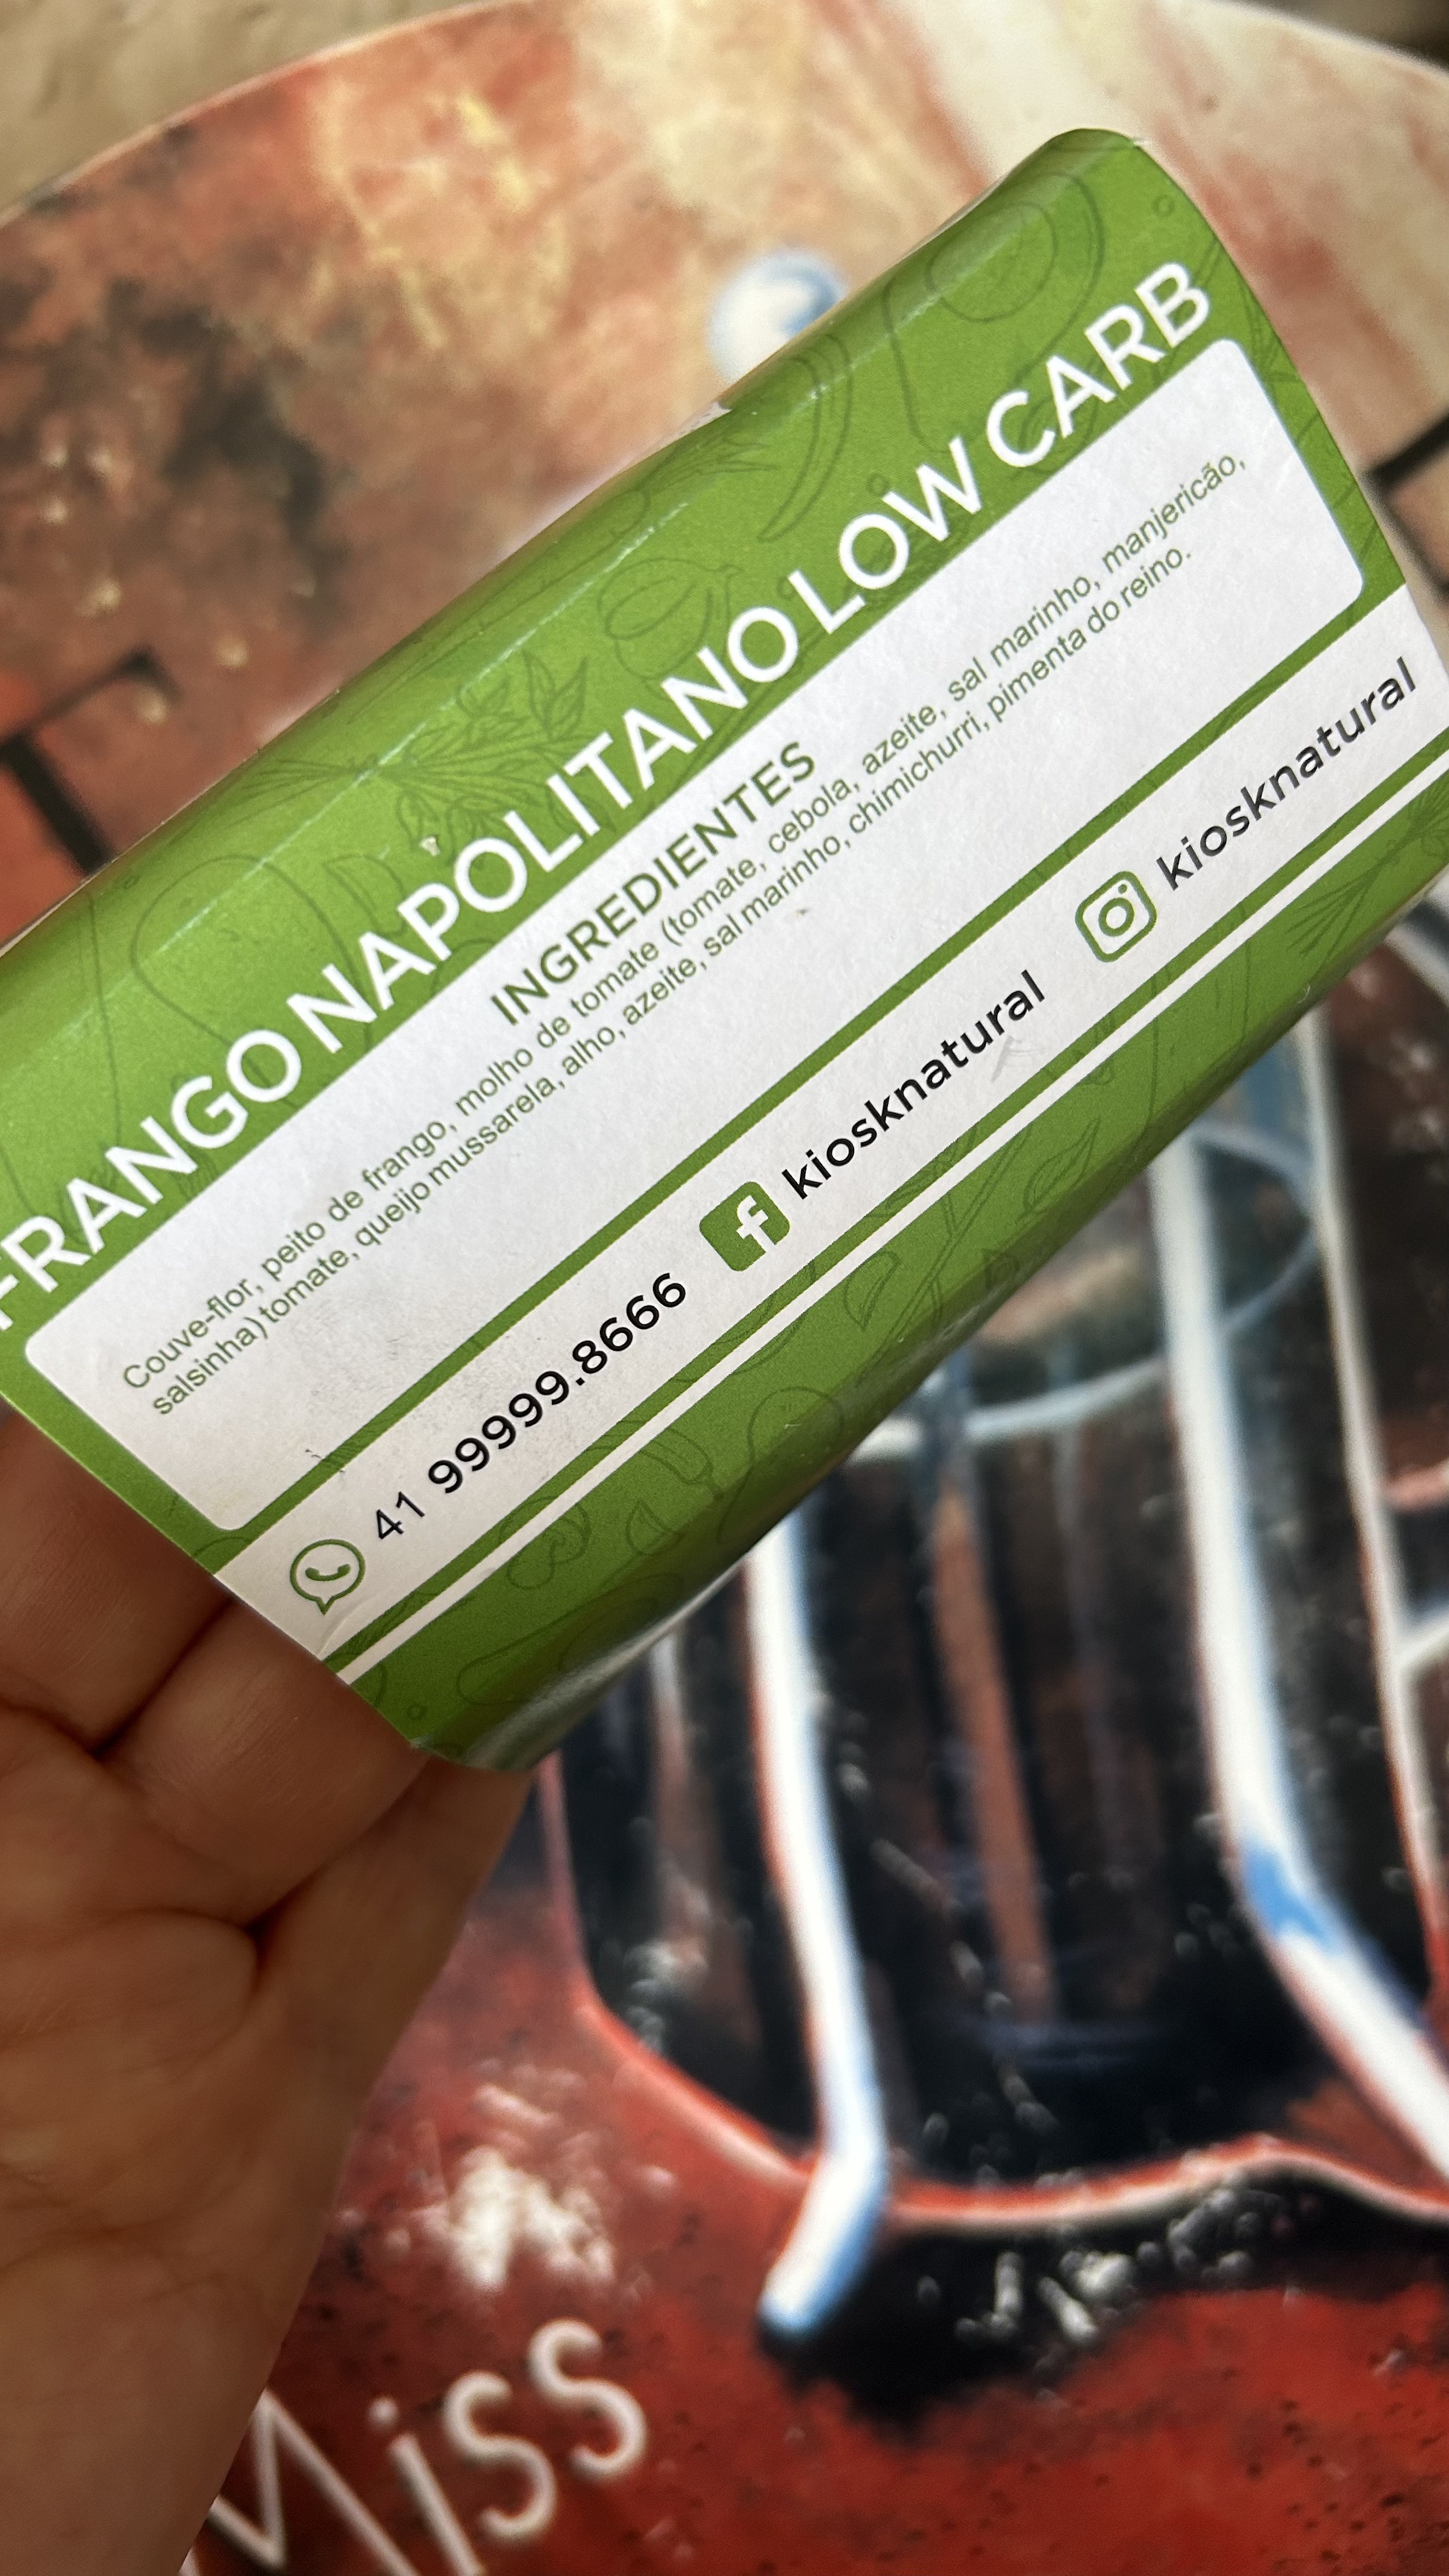 FRANGO NAPOLITANO LOW CARB
INGREDIENTES
Couve-flor, peito de frango, molho de tomate (tomate, cebola, azeite, sal marinho, manjericão,
salsinha) tomate, queijo mussarela, alho, azeite, sal marinho, chimichurri, pimenta do reino.
41 99999.8666
kiosknatural
kiosknatural
Miss